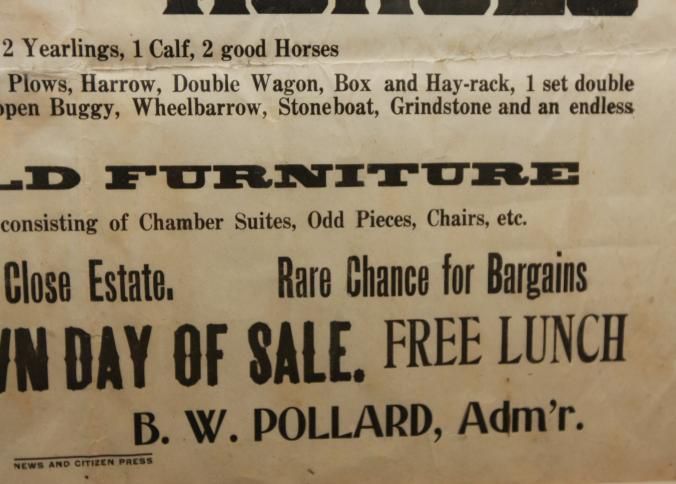 2 Yearlings, 1 Calf, 2 good Horses
Plows, Harrow, Double Wagon, Box and Hay-rack, 1 set double
open Buggy, Wheelbarrow, Stoneboat, Grindstone and an endless
LD FURNITURE
consisting of Chamber Suites, Odd Pieces, Chairs, etc.
Close Estate. Rare Chance for Bargains
WN DAY OF SALE. FREE LUNCH
B. W. POLLARD, Adm'r.
NEWS AND CITIZEN PRESS